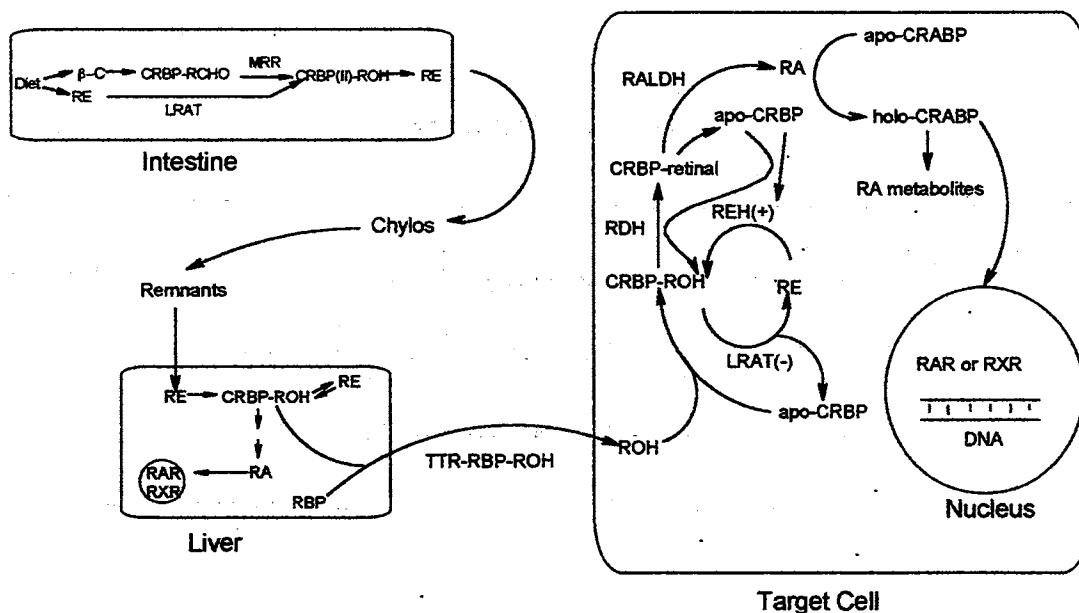 Diet
β-C
CRBP-RCHO
MRR
CRBP(II)-ROH
RE
RE
LRAT
Intestine
Chylos
Remnants
RE
CRBP-ROH
RE
RA
RAR
RXR
RBP
Liver
TTR-RBP-ROH
apo-CRABP
RA
RALDH
apo-CRBP
holo-CRABP
CRBP-retinal
RA metabolites
REH(+)
RDH
CRBP-ROH
RE
LRAT(-)
apo-CRBP
ROH
RAR or RXR
DNA
Nucleus
Target Cell